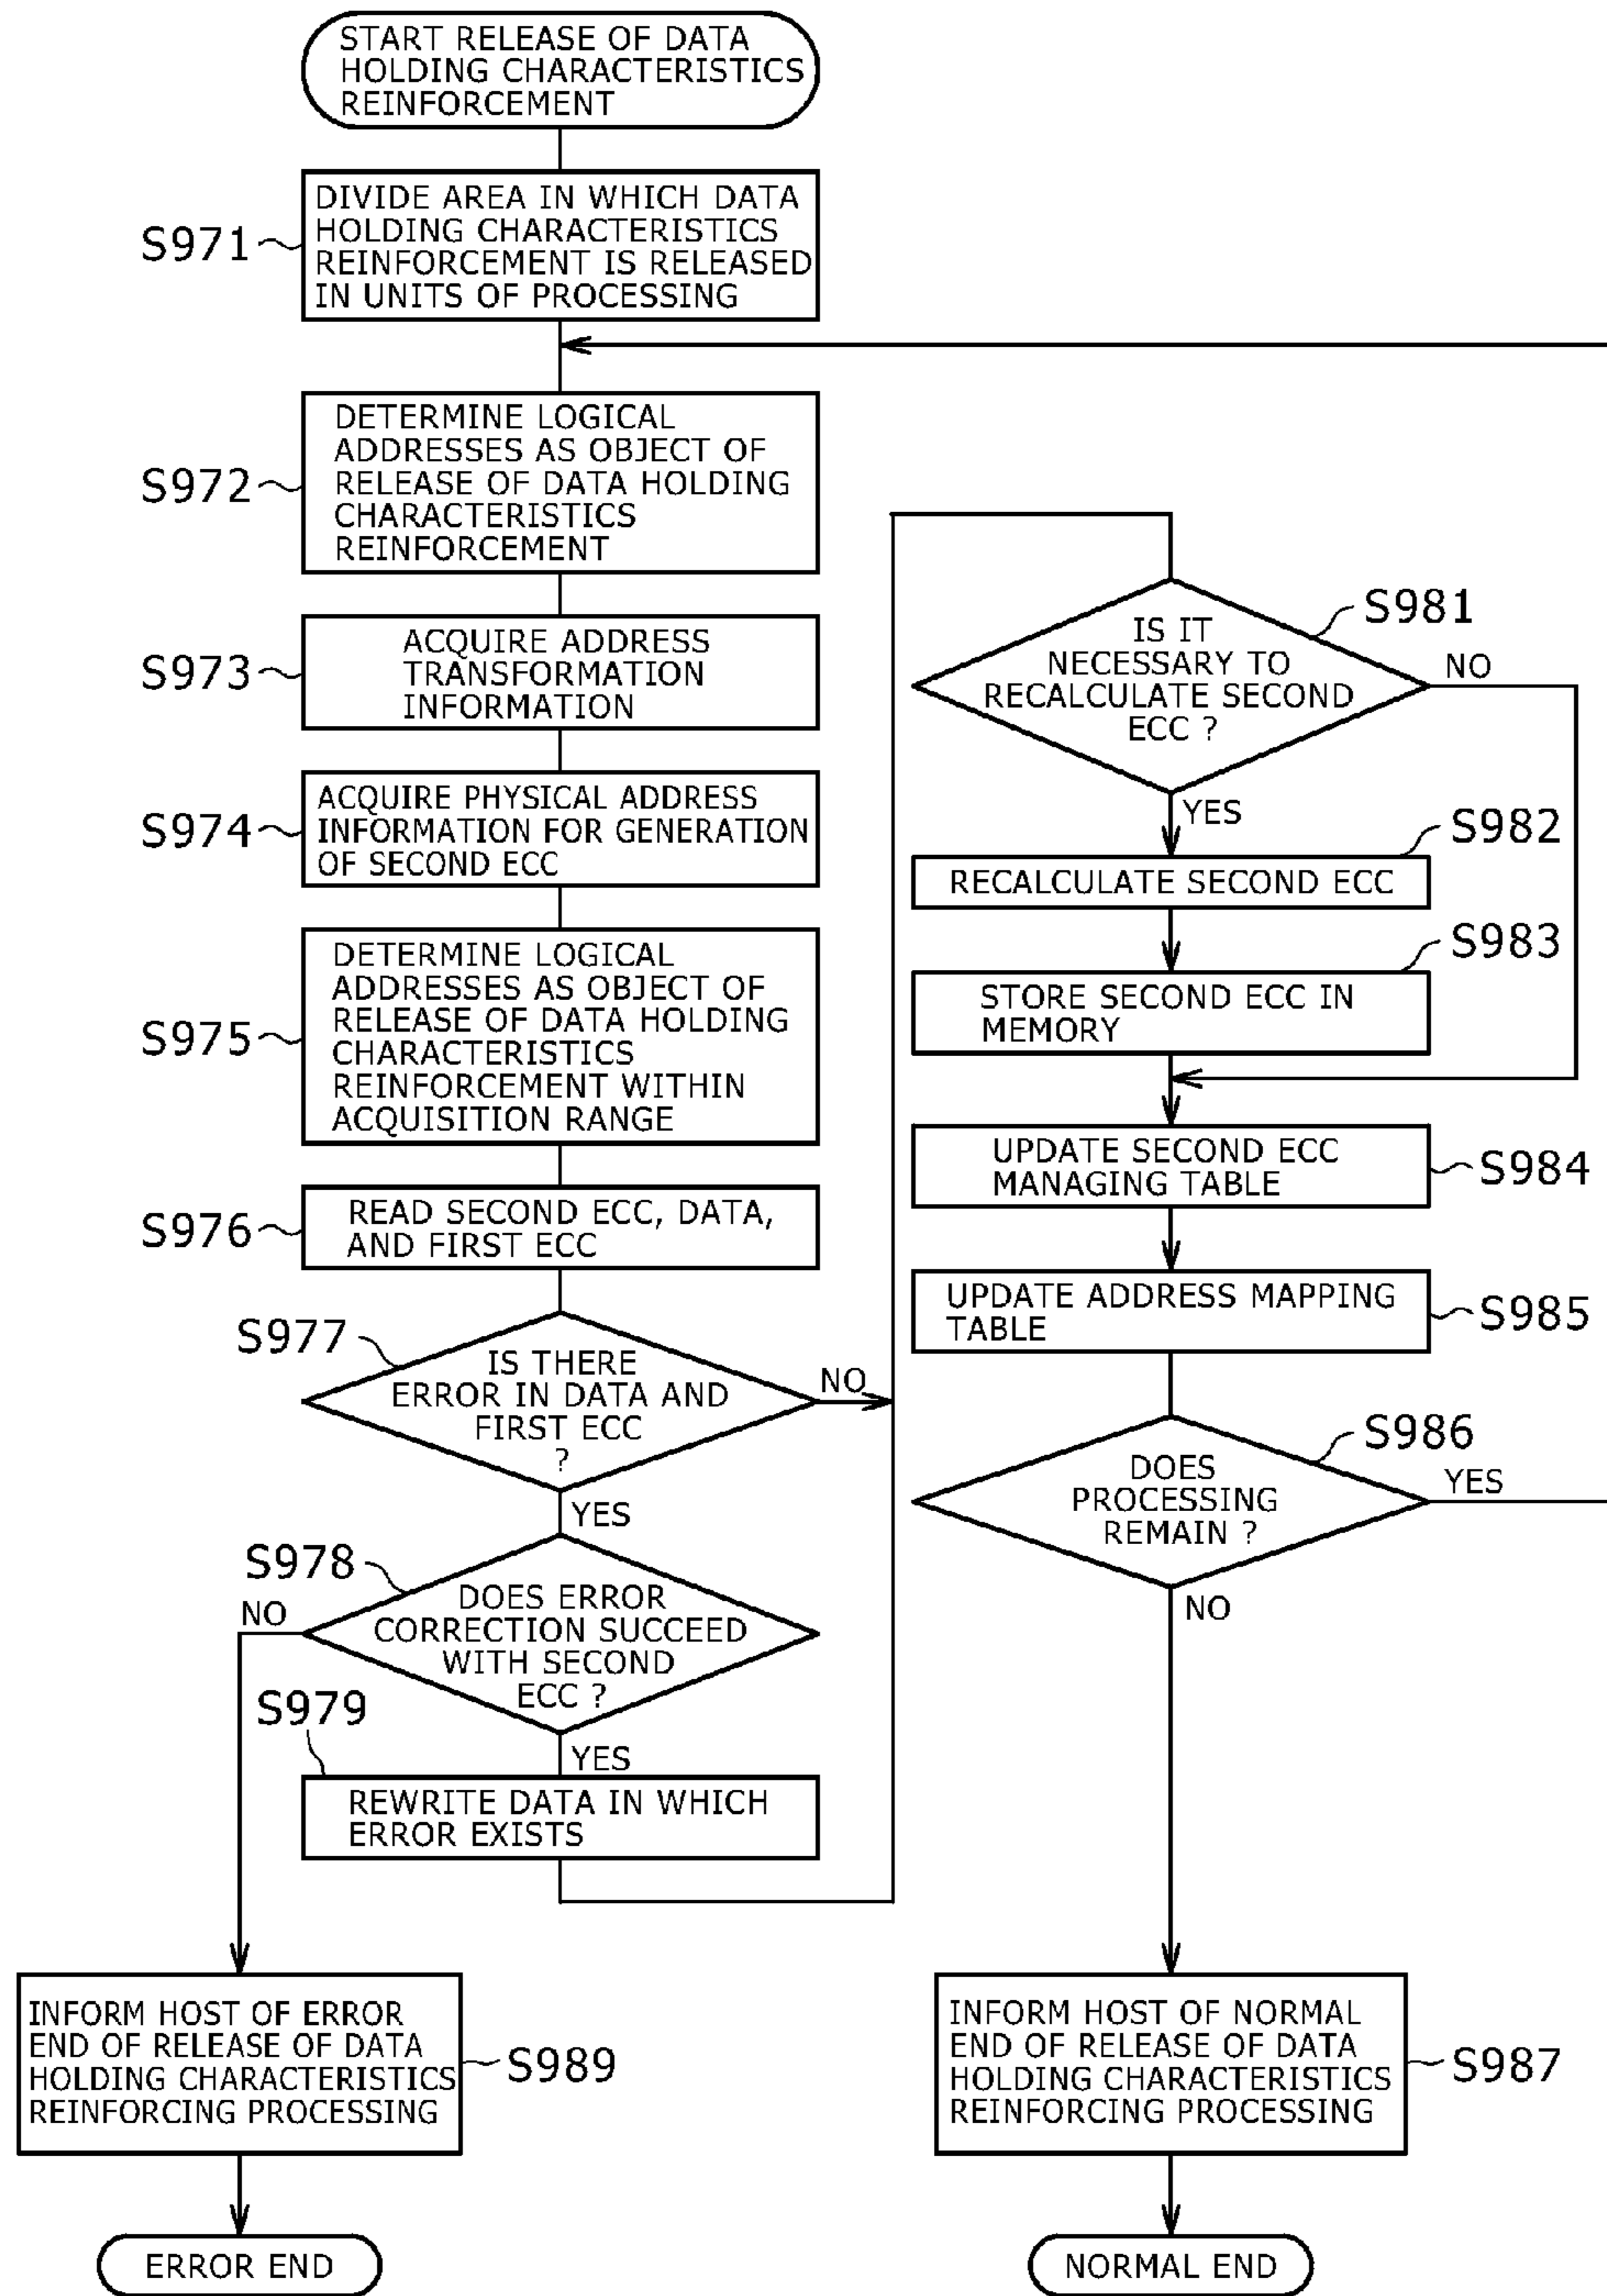 START RELEASE OF DATA
HOLDING CHARACTERISTICS
REINFORCEMENT
S971
DIVIDE AREA IN WHICH DATA
HOLDING CHARACTERISTICS
REINFORCEMENT IS RELEASED
IN UNITS OF PROCESSING
S972
DETERMINE LOGICAL
ADDRESSES AS OBJECT OF
RELEASE OF DATA HOLDING
CHARACTERISTICS
REINFORCEMENT
S973
ACQUIRE ADDRESS
TRANSFORMATION
INFORMATION
S974
ACQUIRE PHYSICAL ADDRESS
INFORMATION FOR GENERATION
OF SECOND ECC
S975
DETERMINE LOGICAL
ADDRESSES AS OBJECT OF
RELEASE OF DATA HOLDING
CHARACTERISTICS
REINFORCEMENT WITHIN
ACQUISITION RANGE
S976
READ SECOND ECC, DATA,
AND FIRST ECC
S977
IS THERE
ERROR IN DATA AND
FIRST ECC
?
NO
YES
S978
DOES ERROR
CORRECTION SUCCEED
WITH SECOND
ECC ?
NO
YES
S979
REWRITE DATA IN WHICH
ERROR EXISTS
INFORM HOST OF ERROR
END OF RELEASE OF DATA
HOLDING CHARACTERISTICS
REINFORCING PROCESSING
S989
ERROR END
S981
IS IT
NECESSARY TO
RECALCULATE SECOND
ECC ?
NO
YES
S982
RECALCULATE SECOND ECC
S983
STORE SECOND ECC IN
MEMORY
UPDATE SECOND ECC
MANAGING TABLE
S984
UPDATE ADDRESS MAPPING
TABLE
S985
S986
DOES
PROCESSING
REMAIN ?
YES
NO
INFORM HOST OF NORMAL
END OF RELEASE OF DATA
HOLDING CHARACTERISTICS
REINFORCING PROCESSING
S987
NORMAL END